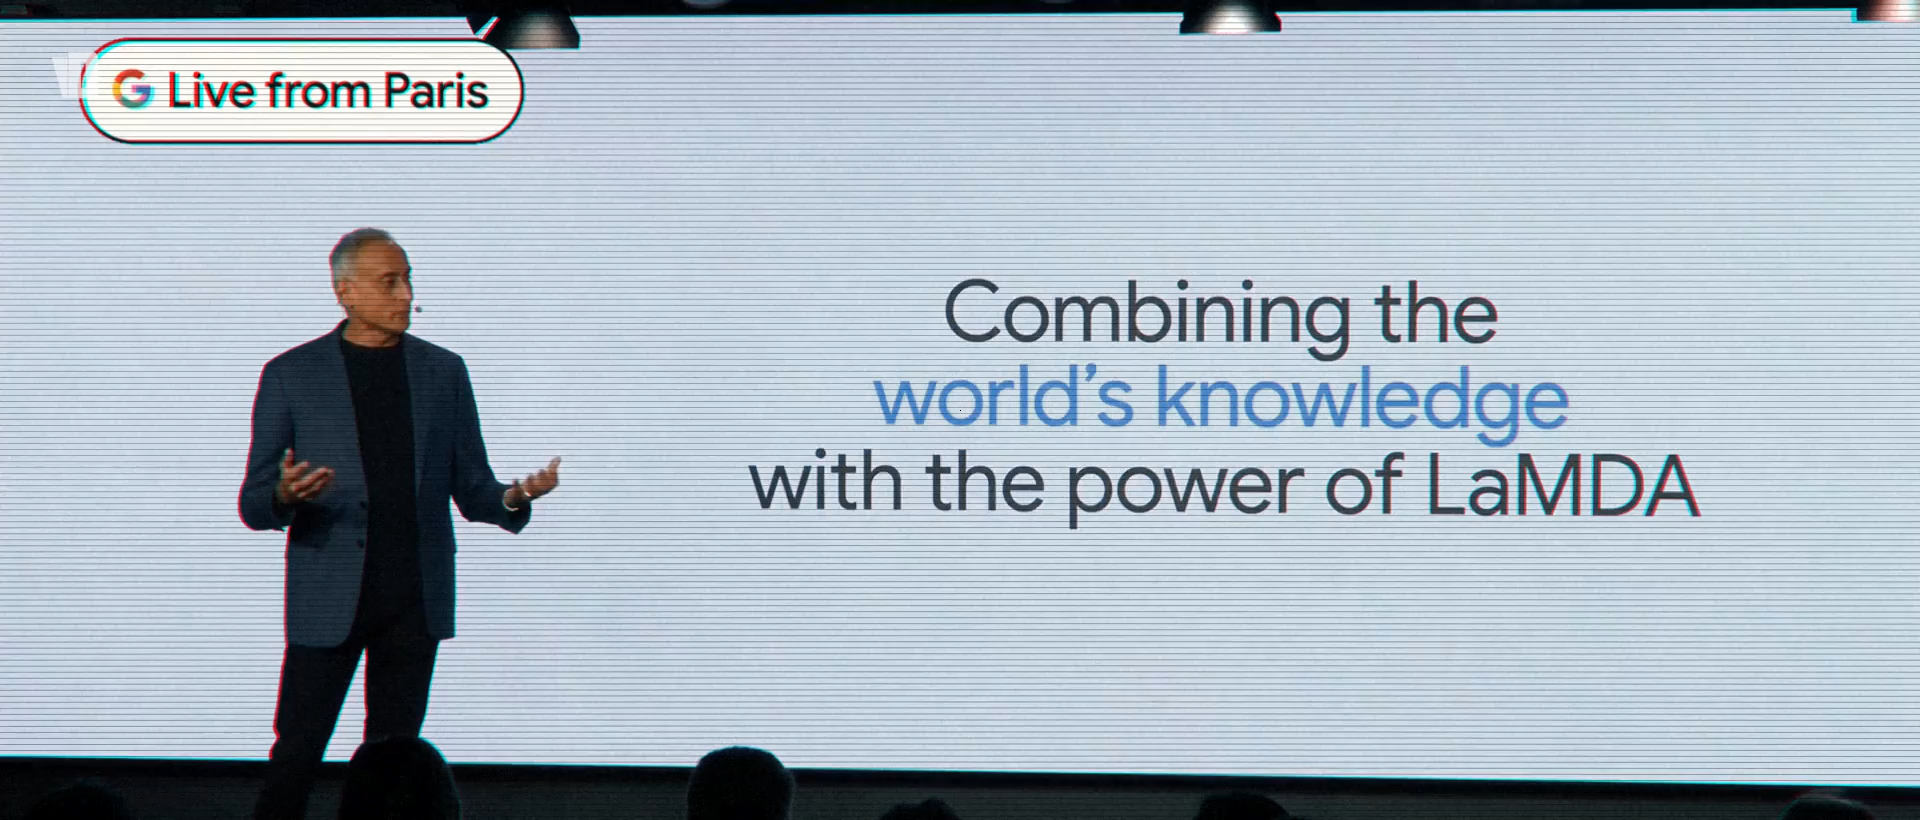 G Live from Paris
Combining the
world's knowledge
with the power of LaMDA